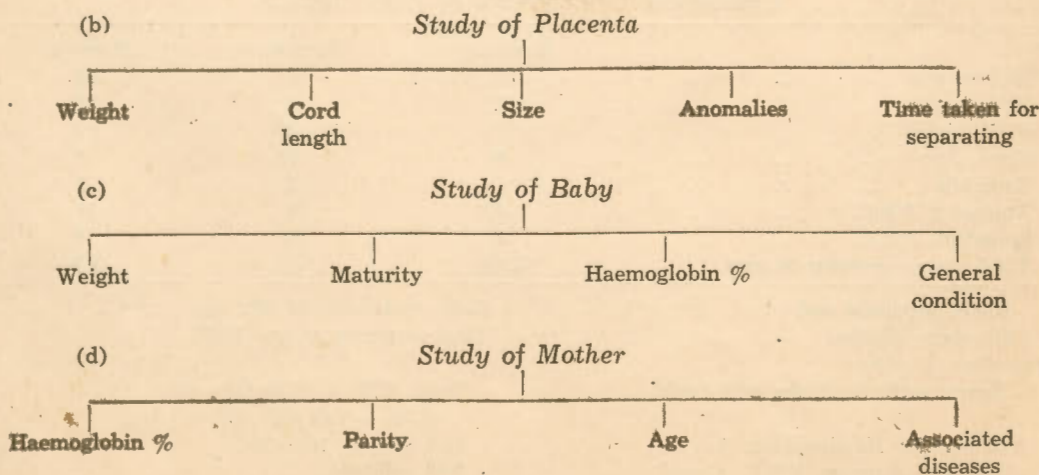 (b) Study of Placenta
Weight Cord length Size Anomalies Time taken for separating
(c) Study of Baby
Weight Maturity Haemoglobin % General condition
(d) Study of Mother
Haemoglobin % Parity Age Associated diseases